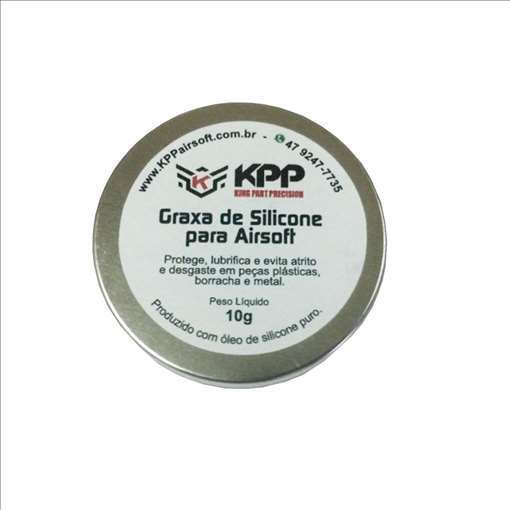 www.KPPairsoft.com.br - 47 9247-7735
KPP
KING PART PRECISION
Graxa de Silicone
para Airsoft
Protege, lubrifica e evita atrito
e desgaste em peças plásticas,
borracha e metal.
Peso Líquido
10g
Produzido com óleo de silicone puro.